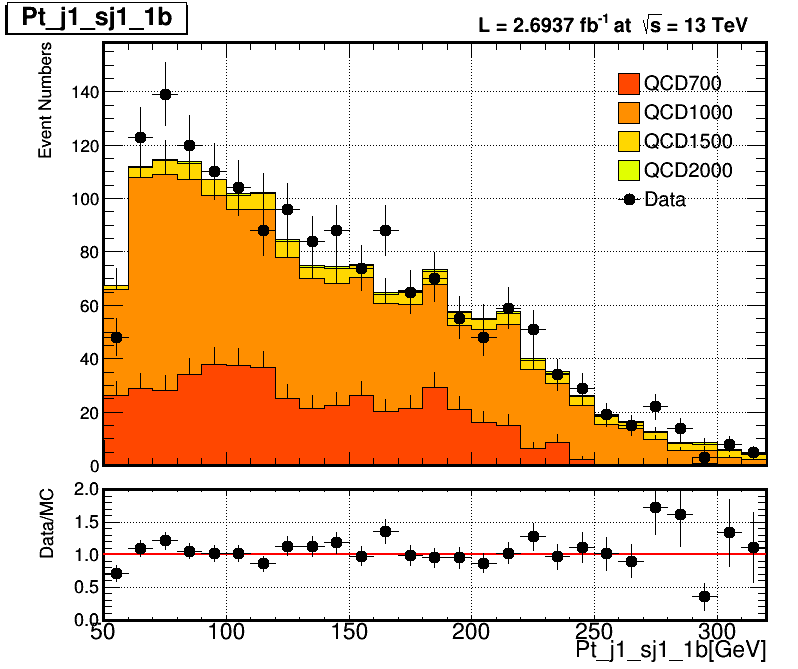 Pt_j1_sj1_1b
L = 2.6937 fb⁻¹ at √s = 13 TeV
Event Numbers
140
120
100
80
60
40
20
0
QCD700
QCD1000
QCD1500
QCD2000
Data
Data/MC
2.0
1.5
1.0
0.5
0.0
50 100 150 200 250 300
Pt_j1_sj1_1b[GeV]